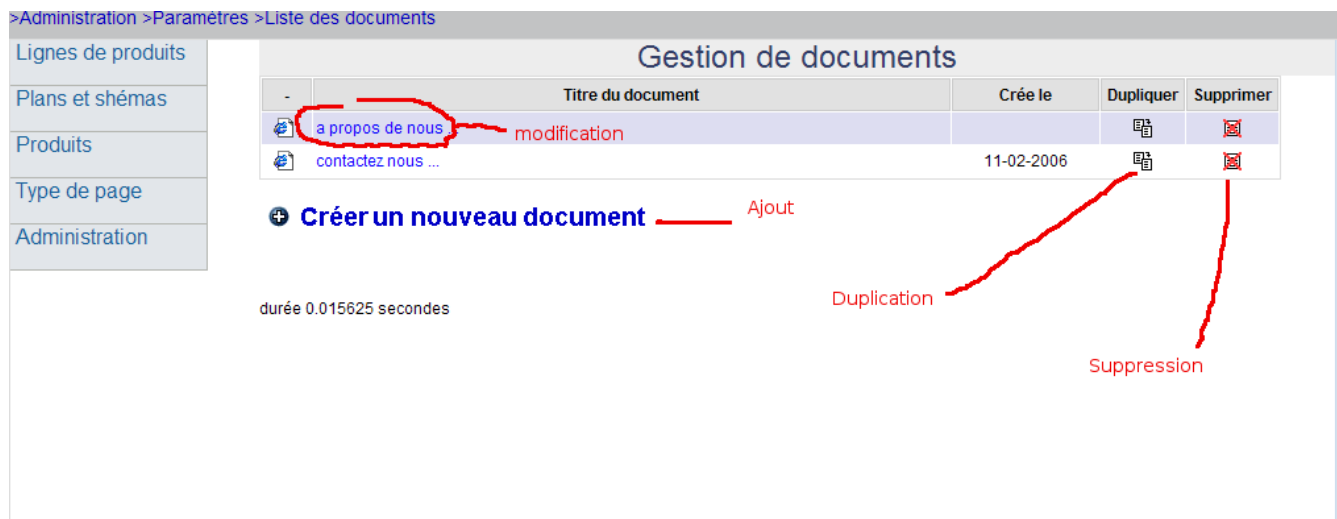 >Administration >Paramètres >Liste des documents
Lignes de produits
Plans et shémas
Produits
Type de page
Administration
Gestion de documents
- Titre du document Crée le Dupliquer Supprimer
a propos de nous ..
modification
contactez nous ... 11-02-2006
Créer un nouveau document
Ajout
Duplication
durée 0.015625 secondes
Suppression